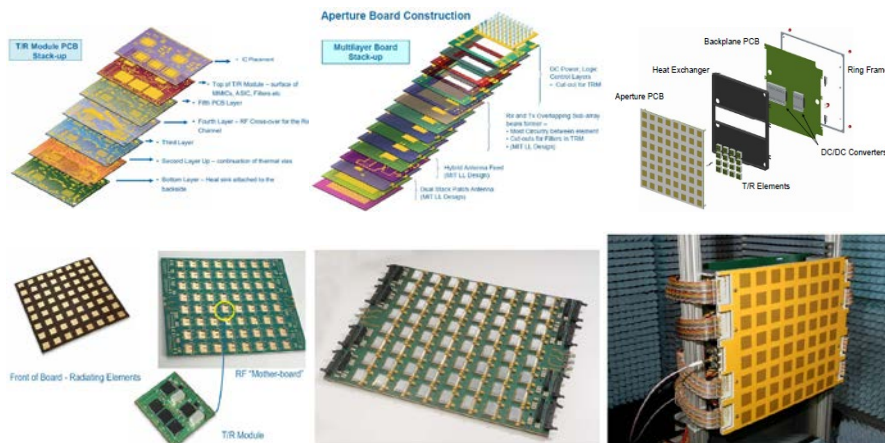 T/R Module PCB
Stack-up
IC Placement
Top of T/R Module – surface of
MMICs, ASIC, Filters etc
Fifth PCB Layer
Fourth Layer – RF Cross-over for the Rx
Channel
Third Layer
Second Layer Up – continuation of thermal vias
Bottom Layer – Heat sink attached to the
backside
Aperture Board Construction
Multilayer Board
Stack-up
DC Power, Logic
Control Layers
– Cut-out for TRM
Rx and Tx Overlapping Sub-array
beam former –
• Most Circuitry between element
• Cut-outs for Filters in TRM
• (MIT LL Design)
Hybrid Antenna Feed
(MIT LL Design)
Dual Stack Patch Antenna
(MIT LL Design)
Backplane PCB
Heat Exchanger
Ring Frame
Aperture PCB
DC/DC Converters
T/R Elements
Front of Board - Radiating Elements
RF "Mother-board"
T/R Module